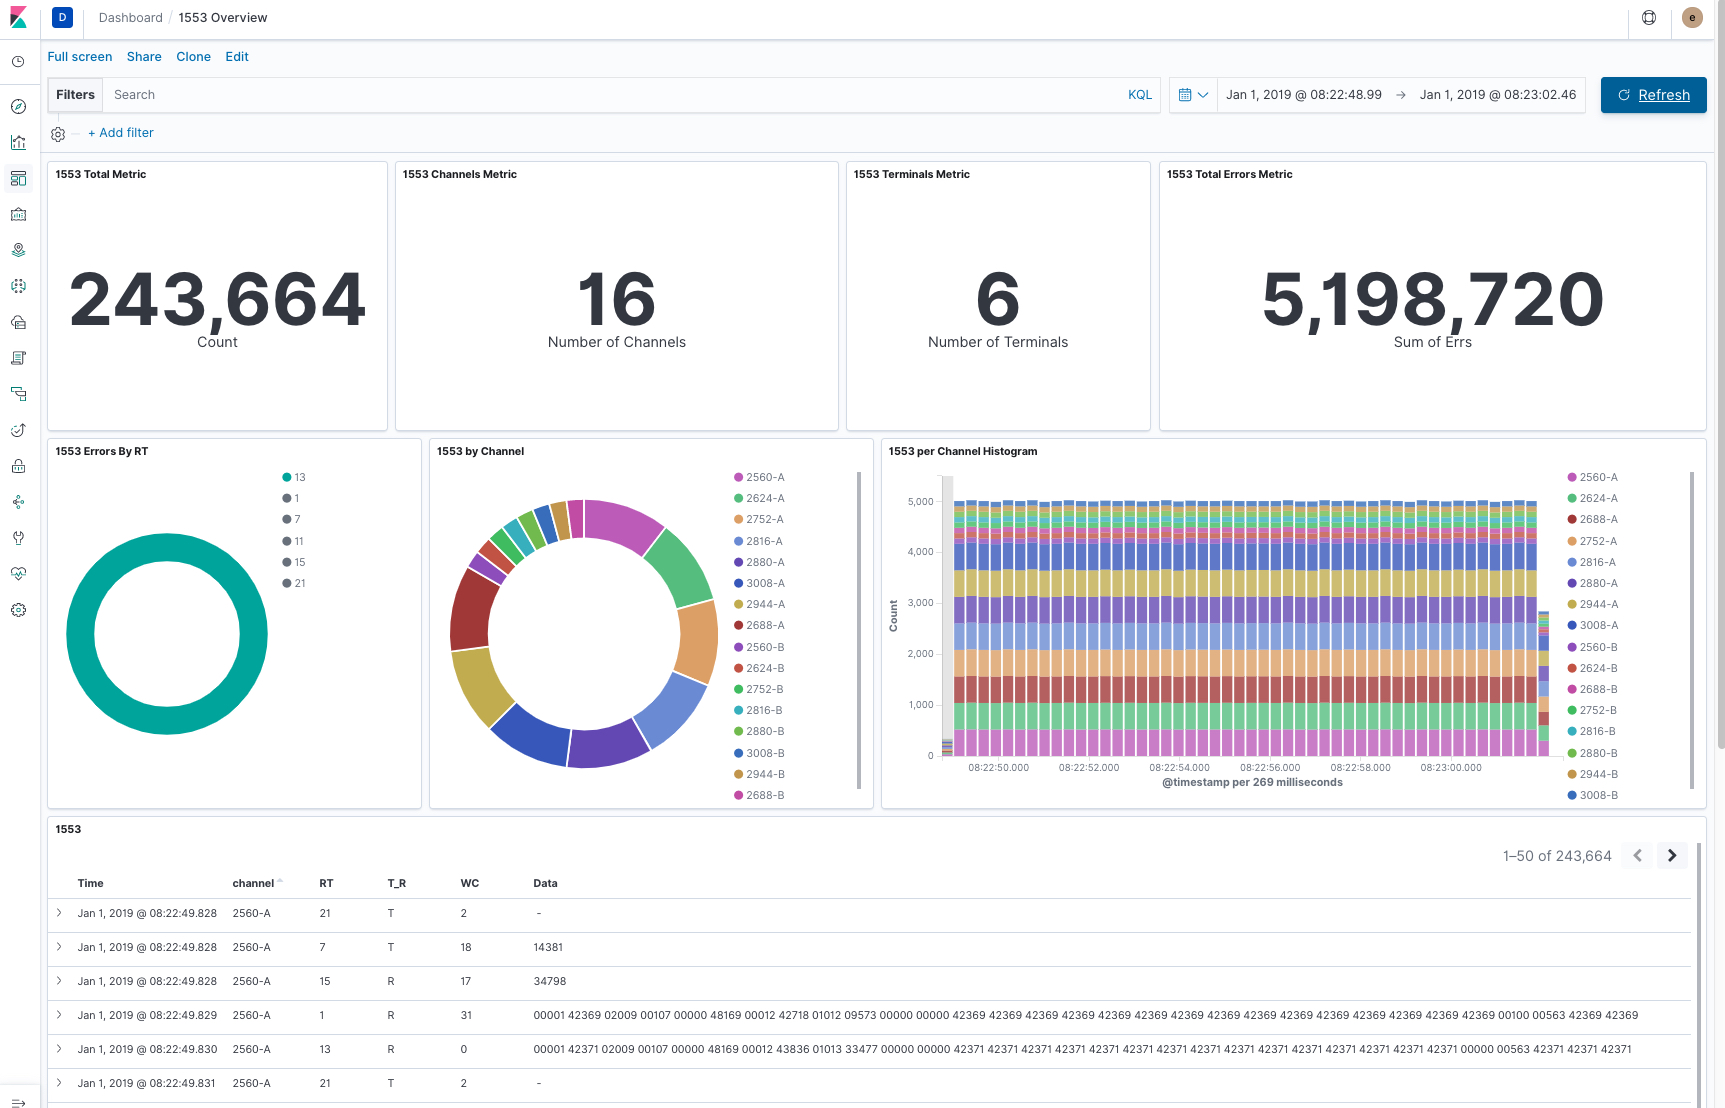 D Dashboard / 1553 Overview e
Full screen Share Clone Edit
Filters Search KQL Jan 1, 2019 @ 08:22:48.99 → Jan 1, 2019 @ 08:23:02.46 Refresh
+ Add filter
1553 Total Metric
243,664
Count
1553 Channels Metric
16
Number of Channels
1553 Terminals Metric
6
Number of Terminals
1553 Total Errors Metric
5,198,720
Sum of Errs
1553 Errors By RT
13
1
7
11
15
21
1553 by Channel
2560-A
2624-A
2752-A
2816-A
2880-A
3008-A
2944-A
2688-A
2560-B
2624-B
2752-B
2816-B
2880-B
3008-B
2944-B
2688-B
1553 per Channel Histogram
Count
5,000
4,000
3,000
2,000
1,000
0
08:22:50.000 08:22:52.000 08:22:54.000 08:22:56.000 08:22:58.000 08:23:00.000
@timestamp per 269 milliseconds
2560-A
2624-A
2688-A
2752-A
2816-A
2880-A
2944-A
3008-A
2560-B
2624-B
2688-B
2752-B
2816-B
2880-B
2944-B
3008-B
1553
1–50 of 243,664
Time channel RT T_R WC Data
Jan 1, 2019 @ 08:22:49.828 2560-A 21 T 2 -
Jan 1, 2019 @ 08:22:49.828 2560-A 7 T 18 14381
Jan 1, 2019 @ 08:22:49.828 2560-A 15 R 17 34798
Jan 1, 2019 @ 08:22:49.829 2560-A 1 R 31 00001 42369 02009 00107 00000 48169 00012 42718 01012 09573 00000 00000 42369 42369 42369 42369 42369 42369 42369 42369 42369 42369 42369 42369 42369 42369 42369 42369 00100 00563 42369 42369
Jan 1, 2019 @ 08:22:49.830 2560-A 13 R 0 00001 42371 02009 00107 00000 48169 00012 43836 01013 33477 00000 00000 42371 42371 42371 42371 42371 42371 42371 42371 42371 42371 42371 42371 42371 42371 42371 00000 00563 42371 42371 42371
Jan 1, 2019 @ 08:22:49.831 2560-A 21 T 2 -